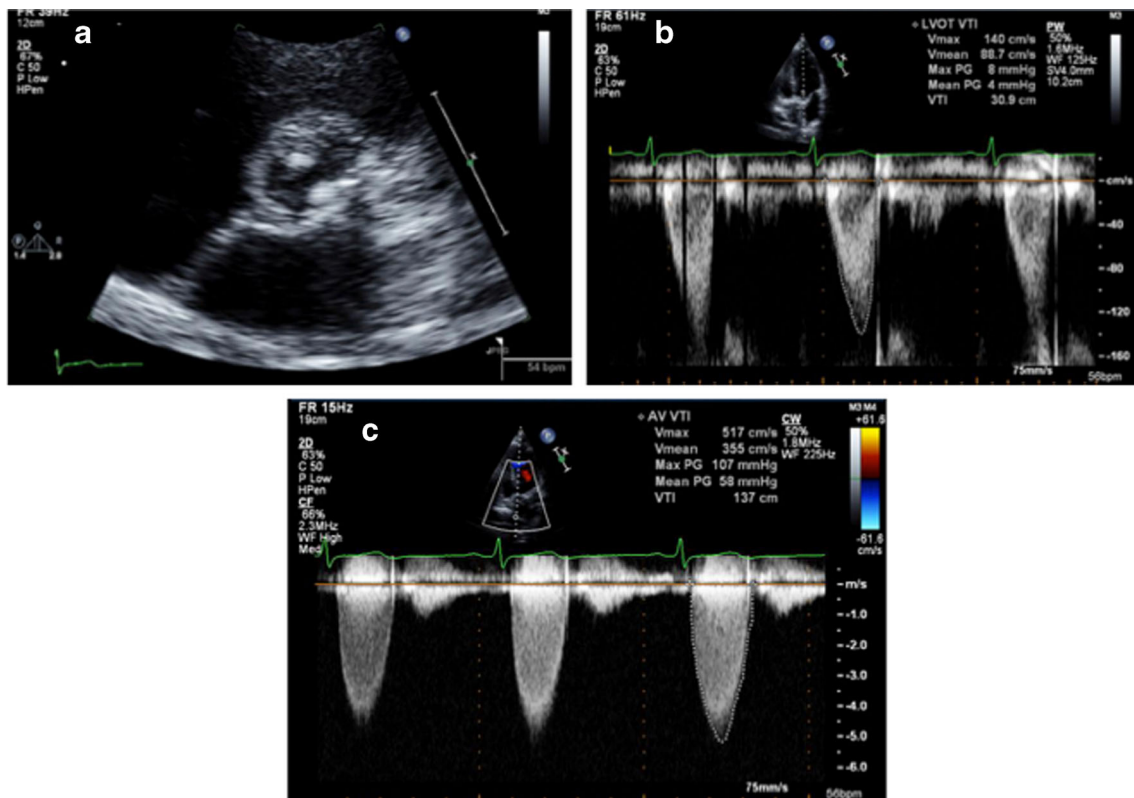 FR 39Hz
12cm
2D
67%
C 50
P Low
HPen
a
P
M3
G
P R
1.4 2.8
JPEG
54 bpm
FR 61Hz
19cm
2D
63%
C 50
P Low
HPen
b
LVOT VTI
Vmax 140 cm/s
Vmean 88.7 cm/s
Max PG 8 mmHg
Mean PG 4 mmHg
VTI 30.9 cm
PW
50%
1.6MHz
WF 125Hz
SV4.0mm
10.2cm
M3
cm/s
-40
-80
-120
-160
75mm/s
56bpm
FR 15Hz
19cm
2D
63%
C 50
P Low
HPen
CF
66%
2.3MHz
WF High
Med
c
AV VTI
Vmax 517 cm/s
Vmean 355 cm/s
Max PG 107 mmHg
Mean PG 58 mmHg
VTI 137 cm
CW
50%
1.8MHz
WF 225Hz
M3 M4
+61.6
-61.6
cm/s
m/s
-1.0
-2.0
-3.0
-4.0
-5.0
-6.0
75mm/s
56bpm